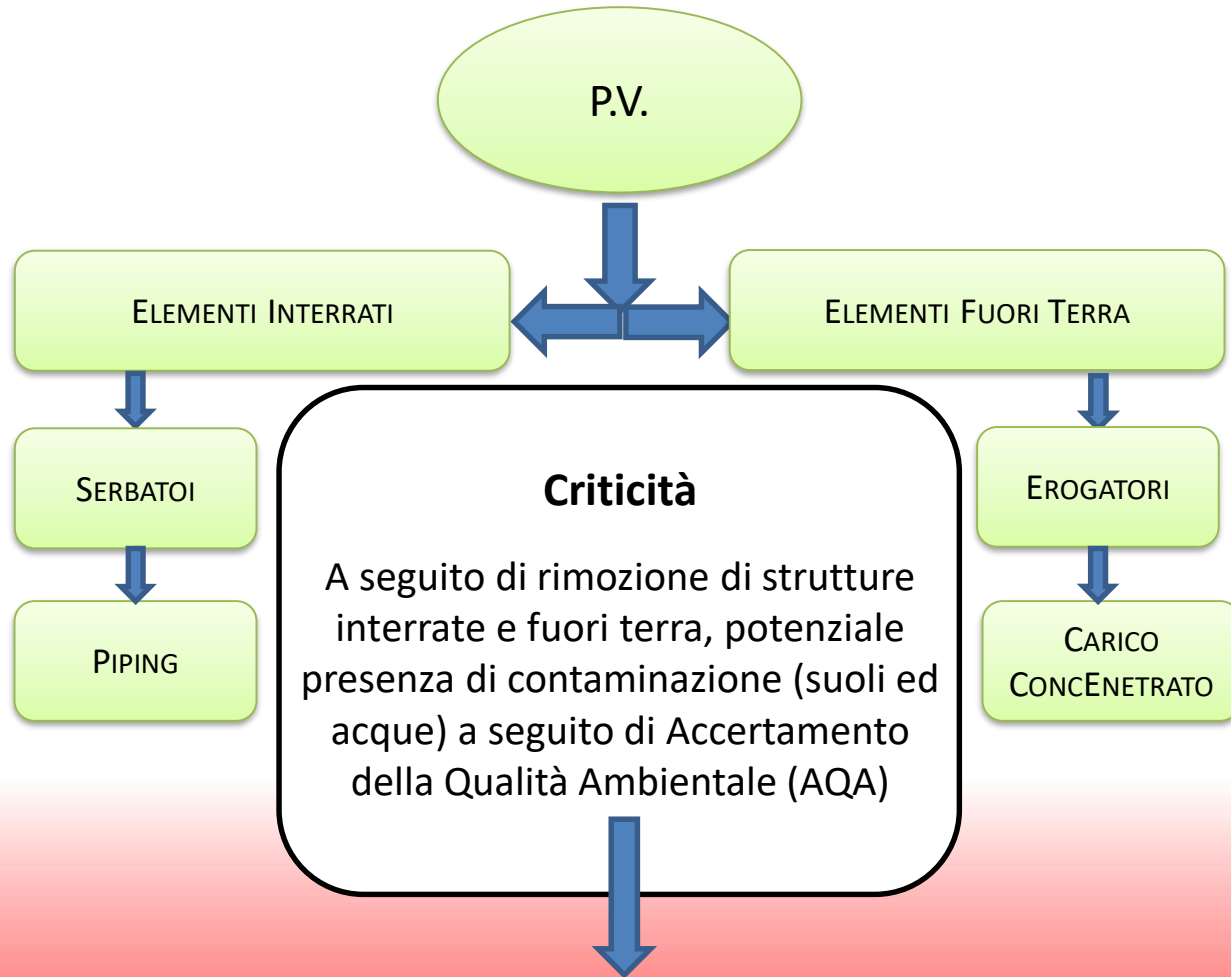 P.V.
ELEMENTI INTERRATI
ELEMENTI FUORI TERRA
SERBATOI
EROGATORI
PIPING
CARICO
CONCENETRATO
Criticità
A seguito di rimozione di strutture
interrate e fuori terra, potenziale
presenza di contaminazione (suoli ed
acque) a seguito di Accertamento
della Qualità Ambientale (AQA)